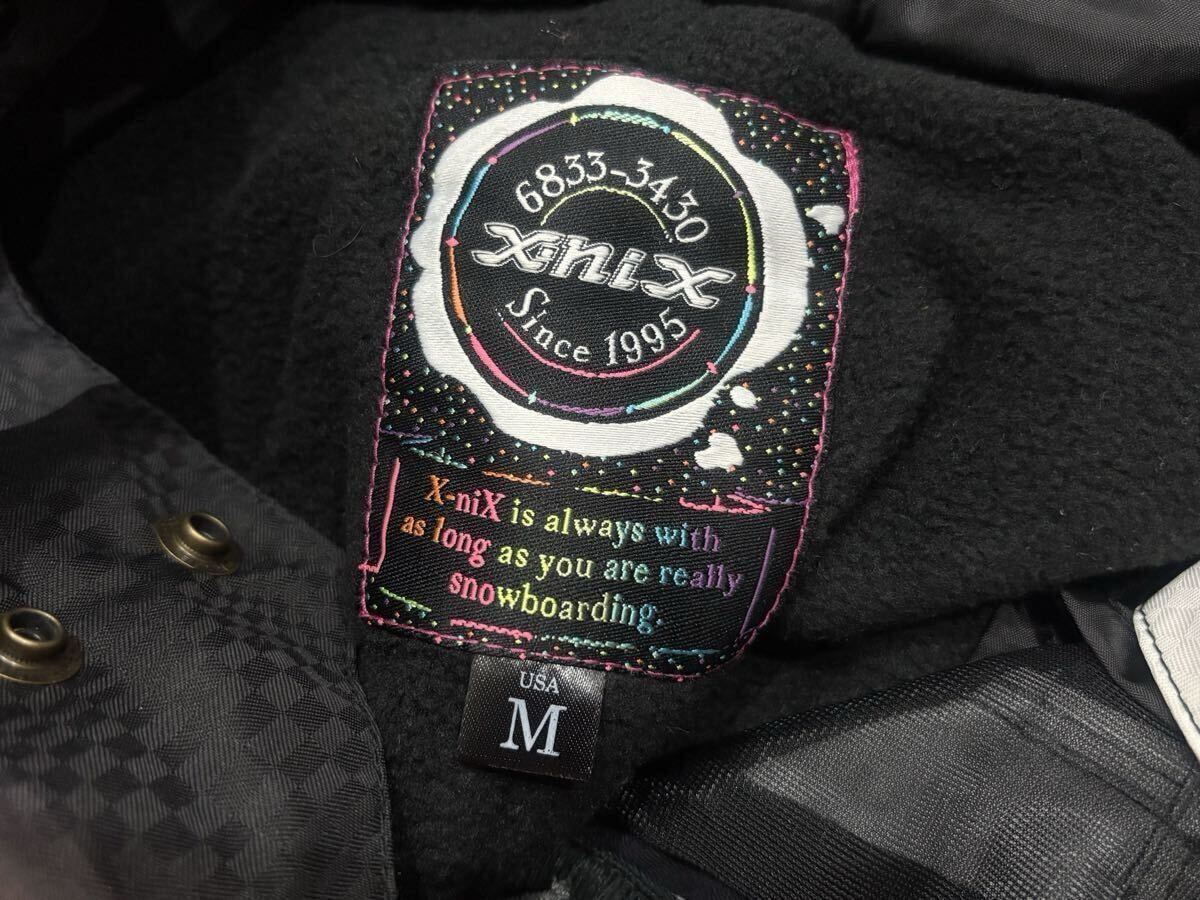 6833-3430
X-niX
Since 1995
X-niX is always with
as long as you are really
snowboarding.
USA
M